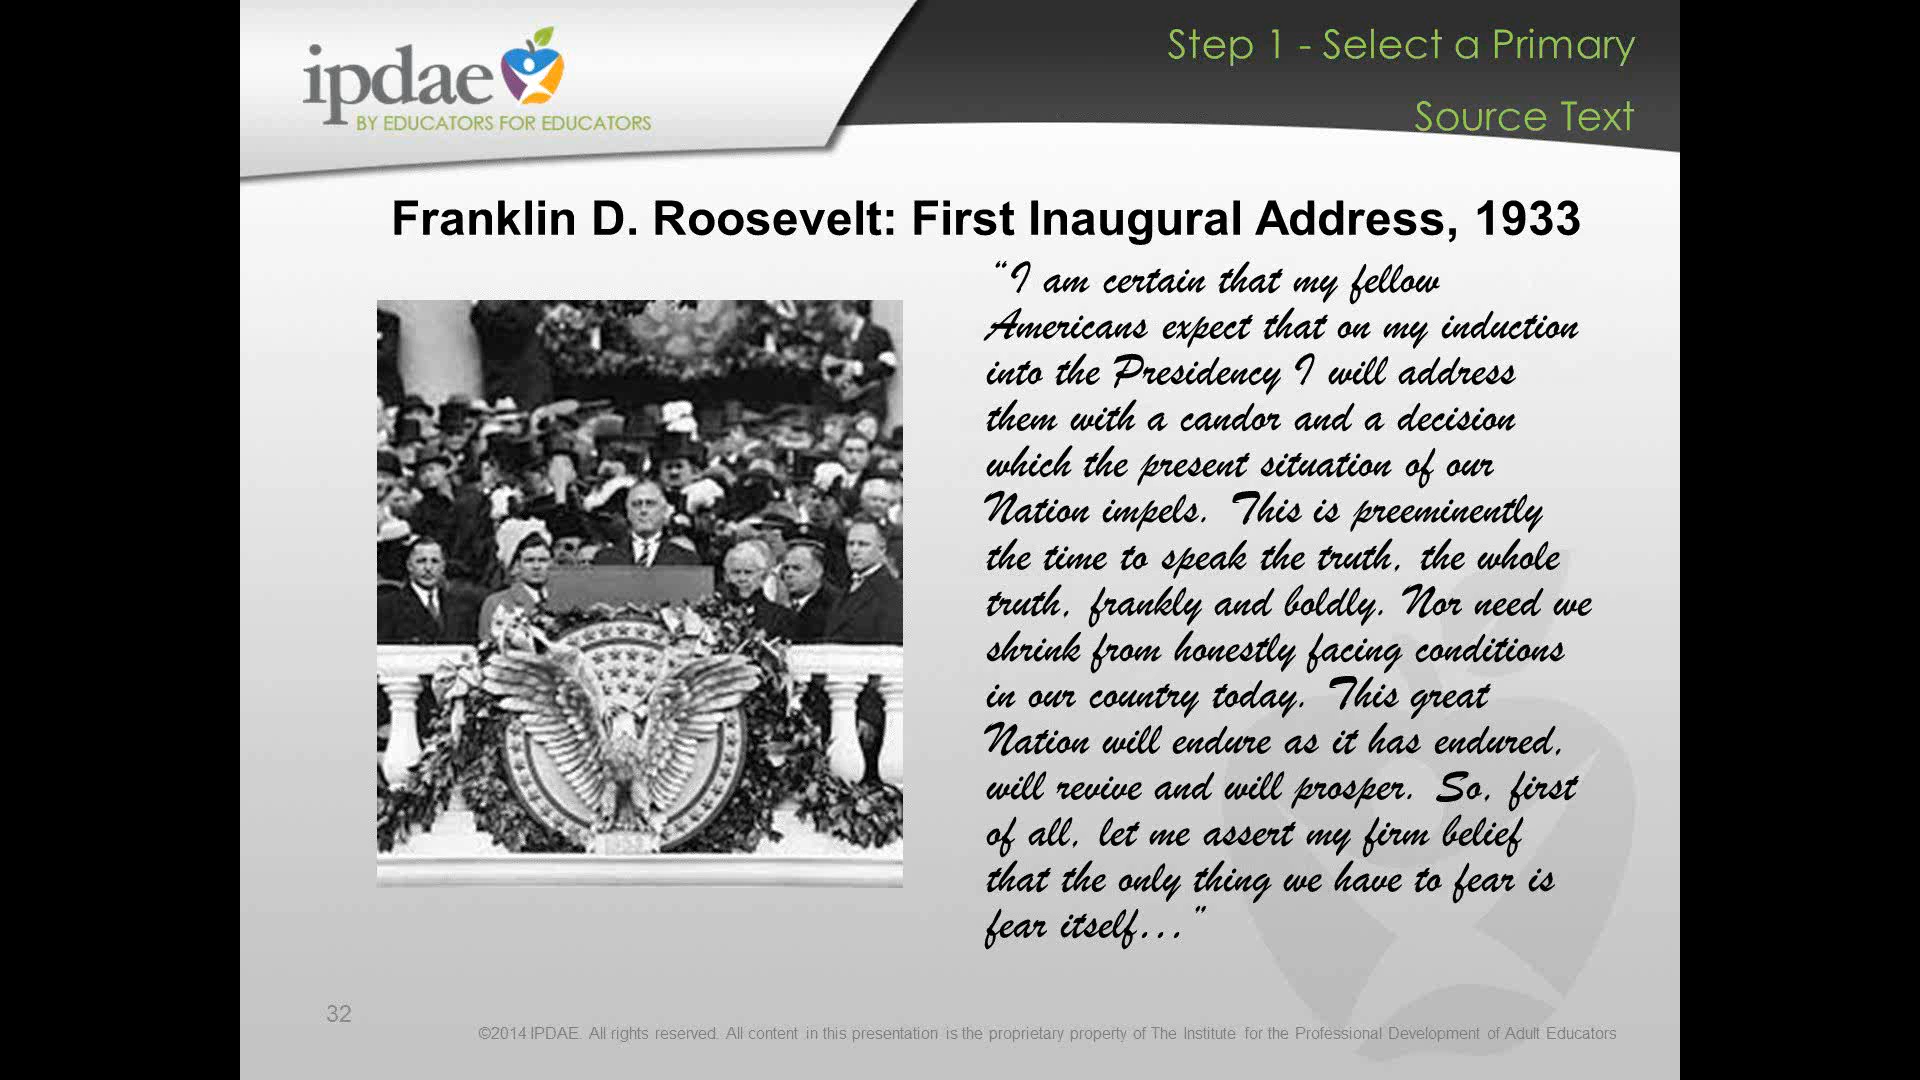 ipdae
BY EDUCATORS FOR EDUCATORS
Step 1 - Select a Primary
Source Text
Franklin D. Roosevelt: First Inaugural Address, 1933
“I am certain that my fellow
Americans expect that on my induction
into the Presidency I will address
them with a candor and a decision
which the present situation of our
Nation impels. This is preeminently
the time to speak the truth, the whole
truth, frankly and boldly. Nor need we
shrink from honestly facing conditions
in our country today. This great
Nation will endure as it has endured,
will revive and will prosper. So, first
of all, let me assert my firm belief
that the only thing we have to fear is
fear itself...”
32
©2014 IPDAE. All rights reserved. All content in this presentation is the proprietary property of The Institute for the Professional Development of Adult Educators